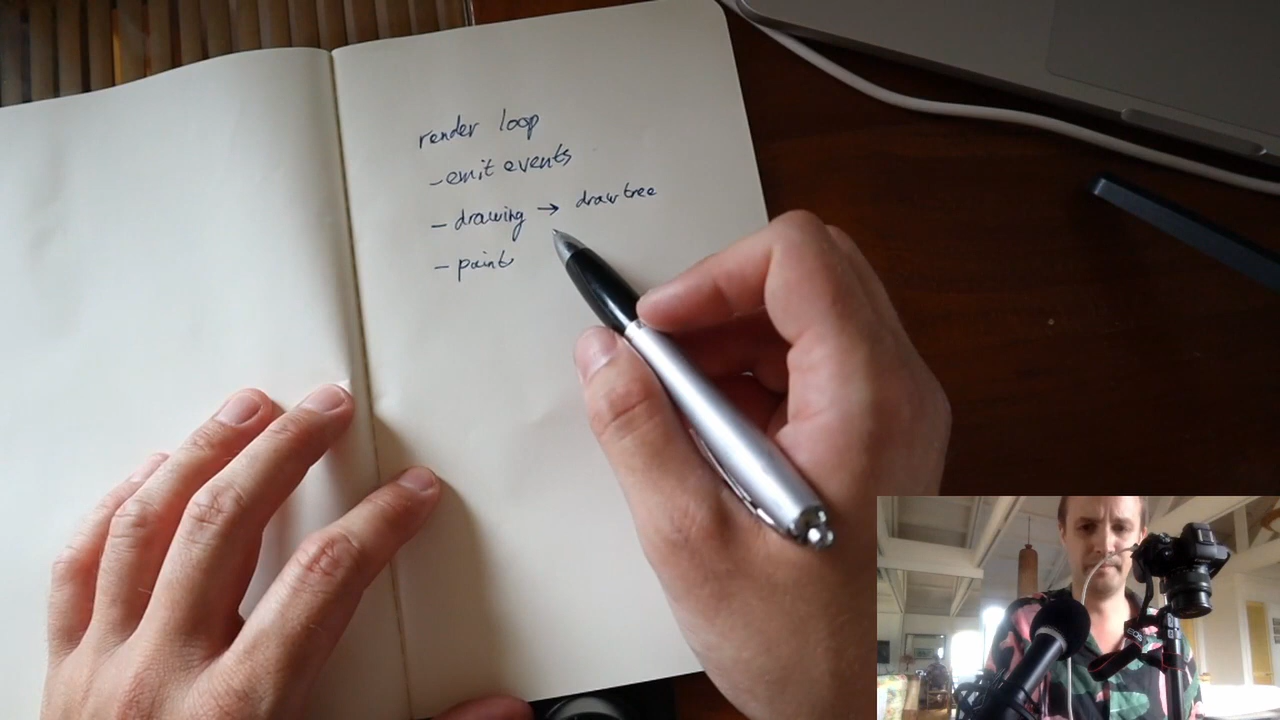 render loop
- emit events
- drawing → draw tree
- paint